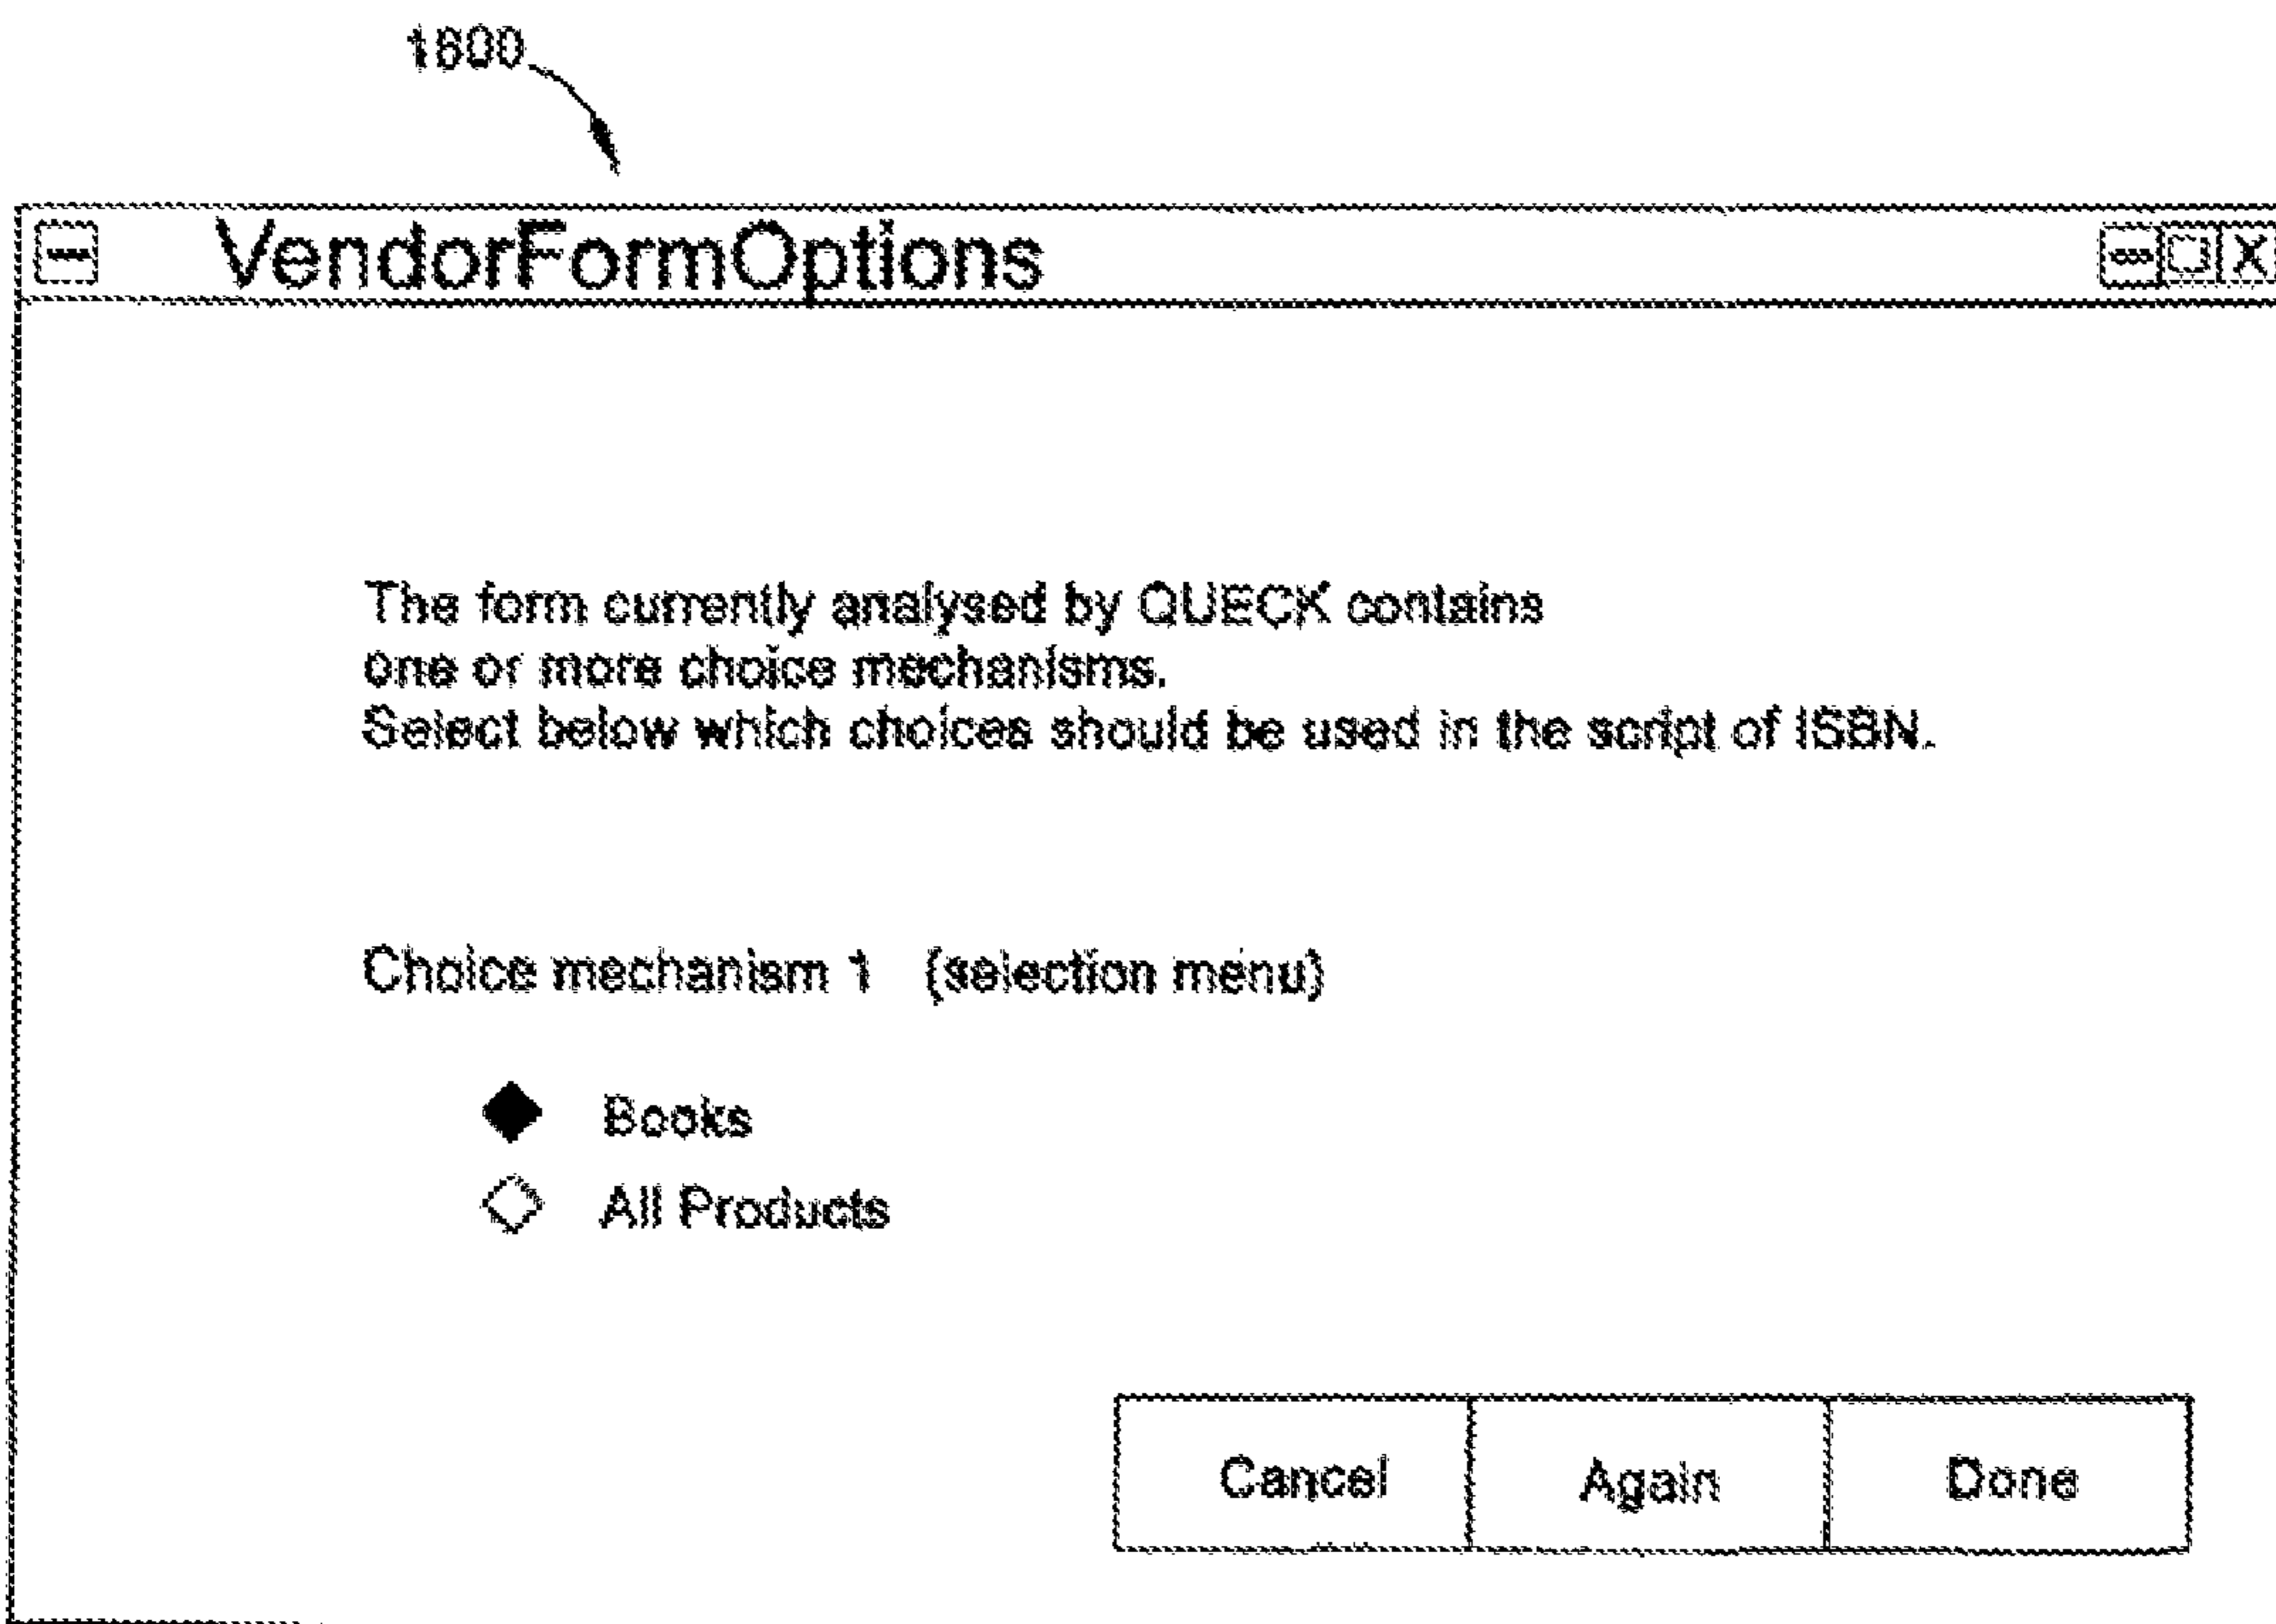 1600
VendorFormOptions
The form currently analysed by QUECK contains
one or more choice mechanisms.
Select below which choices should be used in the script of ISBN.
Choice mechanism 1 (selection menu)
Books
All Products
Cancel Again Done